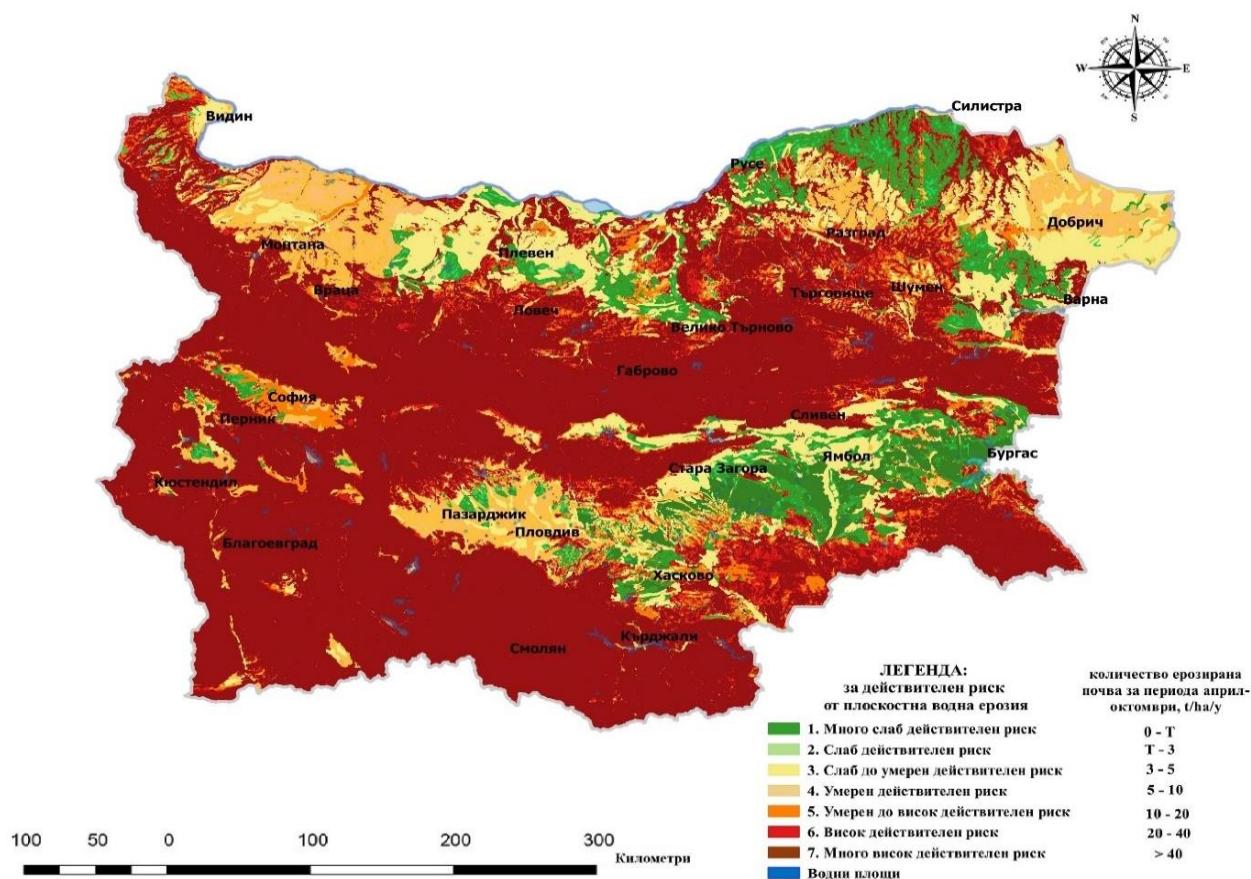 N
W E
S
Силистра
Видин
Русе
Добрич
Монтана
Разград
Плевен
Шумен
Търговище
Враца
Варна
Ловеч
Велико Търново
Габрово
София
Сливен
Перник
Ямбол
Бургас
Стара Загора
Кюстендил
Пазарджик
Пловдив
Благоевград
Хасково
Кърджали
Смолян
ЛЕГЕНДА:
за действителен риск
от плоскостна водна ерозия
количество ерозирана
почва за периода април-
октомври, t/ha/y
1. Много слаб действителен риск 0 - Т
2. Слаб действителен риск Т - 3
3. Слаб до умерен действителен риск 3 - 5
4. Умерен действителен риск 5 - 10
5. Умерен до висок действителен риск 10 - 20
6. Висок действителен риск 20 - 40
7. Много висок действителен риск > 40
Водни площи
100 50 0 100 200 300
Километри